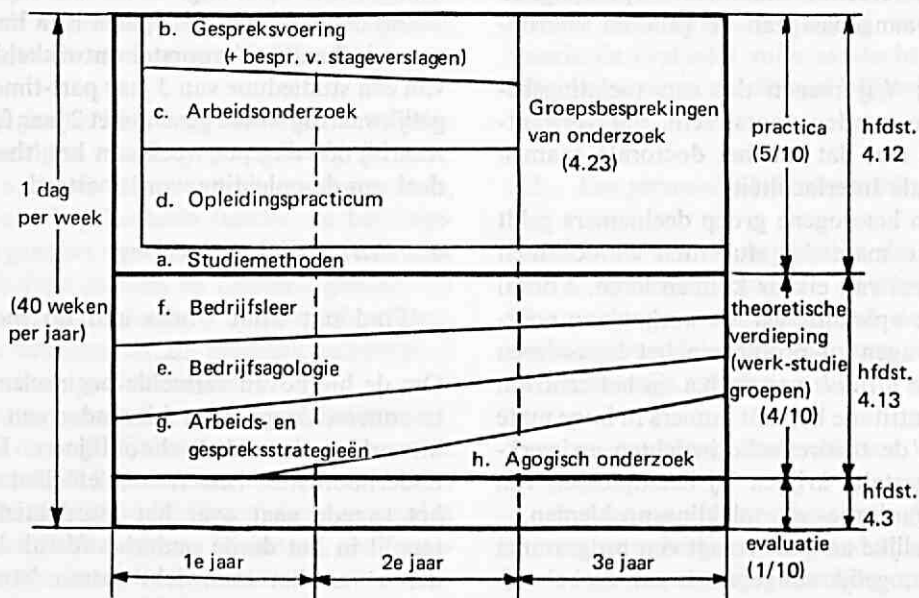 b. Gespreksvoering
(+ bespr. v. stageverslagen)
c. Arbeidsonderzoek
Groepsbesprekingen
van onderzoek
(4.23)
practica
(5/10)
hfdst.
4.12
1 dag
per week
d. Opleidingspracticum
a. Studiemethoden
(40 weken
per jaar)
f. Bedrijfsleer
theoretische
verdieping
(werk-studie
groepen)
(4/10)
hfdst.
4.13
e. Bedrijfsagologie
g. Arbeids- en
gespreksstrategieën
h. Agogisch onderzoek
hfdst.
4.3
evaluatie
(1/10)
1e jaar
2e jaar
3e jaar